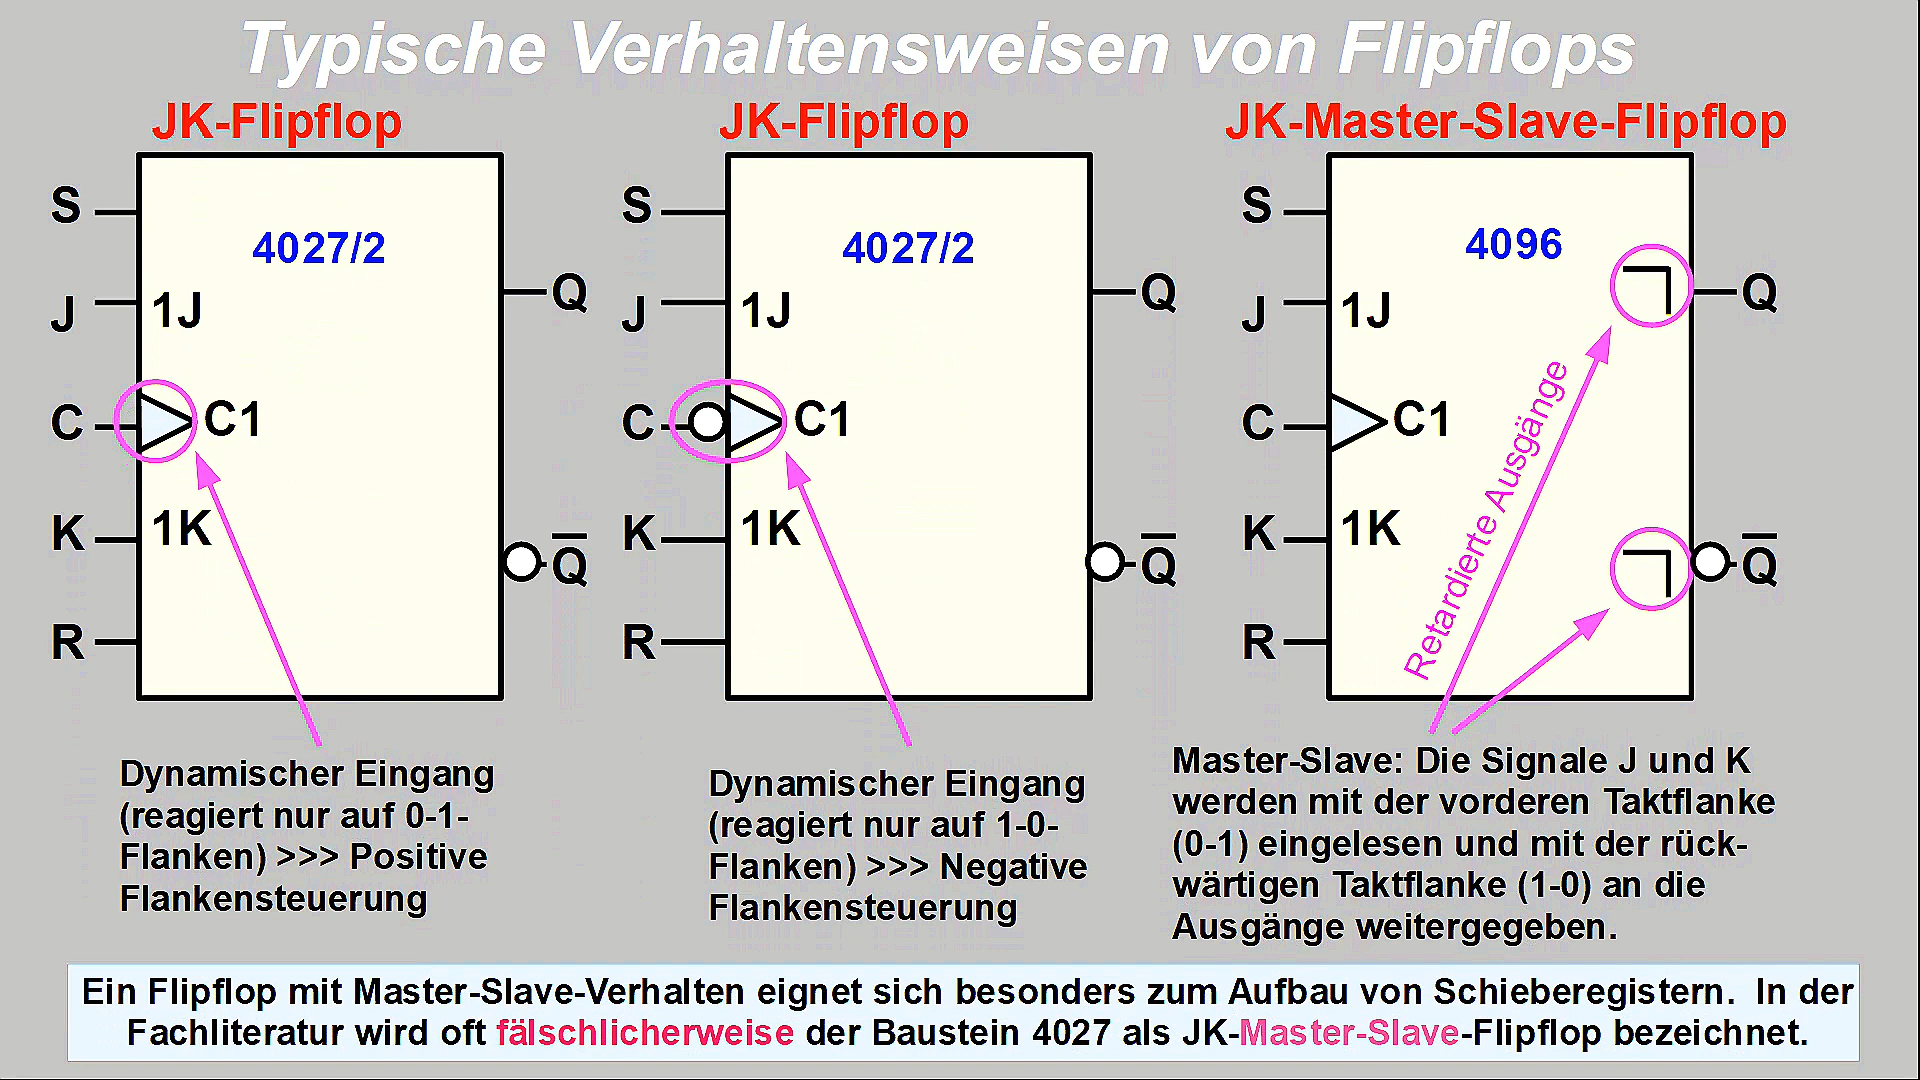 Typische Verhaltensweisen von Flipflops
JK-Flipflop
S
4027/2
J
1J
Q
C
C1
K
1K
Q
R
Dynamischer Eingang
(reagiert nur auf 0-1-
Flanken) >>> Positive
Flankensteuerung
JK-Flipflop
S
4027/2
J
1J
Q
C
C1
K
1K
Q
R
Dynamischer Eingang
(reagiert nur auf 1-0-
Flanken) >>> Negative
Flankensteuerung
JK-Master-Slave-Flipflop
S
4096
J
1J
Q
C
C1
Retardierte Ausgänge
K
1K
Q
R
Master-Slave: Die Signale J und K
werden mit der vorderen Taktflanke
(0-1) eingelesen und mit der rück-
wärtigen Taktflanke (1-0) an die
Ausgänge weitergegeben.
Ein Flipflop mit Master-Slave-Verhalten eignet sich besonders zum Aufbau von Schieberegistern. In der
Fachliteratur wird oft fälschlicherweise der Baustein 4027 als JK-Master-Slave-Flipflop bezeichnet.